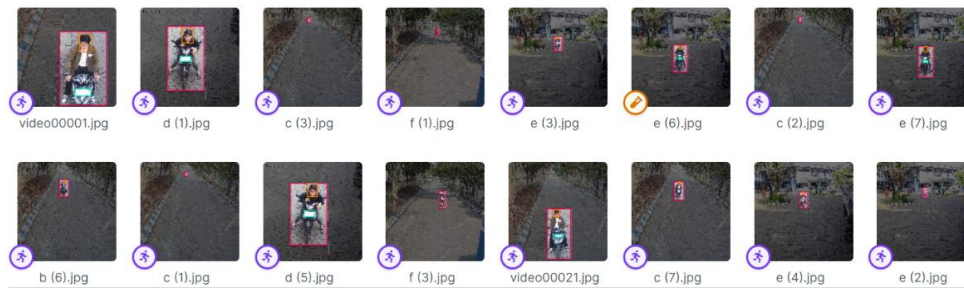 video00001.jpg d (1).jpg c (3).jpg f (1).jpg e (3).jpg e (6).jpg c (2).jpg e (7).jpg
b (6).jpg c (1).jpg d (5).jpg f (3).jpg video00021.jpg c (7).jpg e (4).jpg e (2).jpg